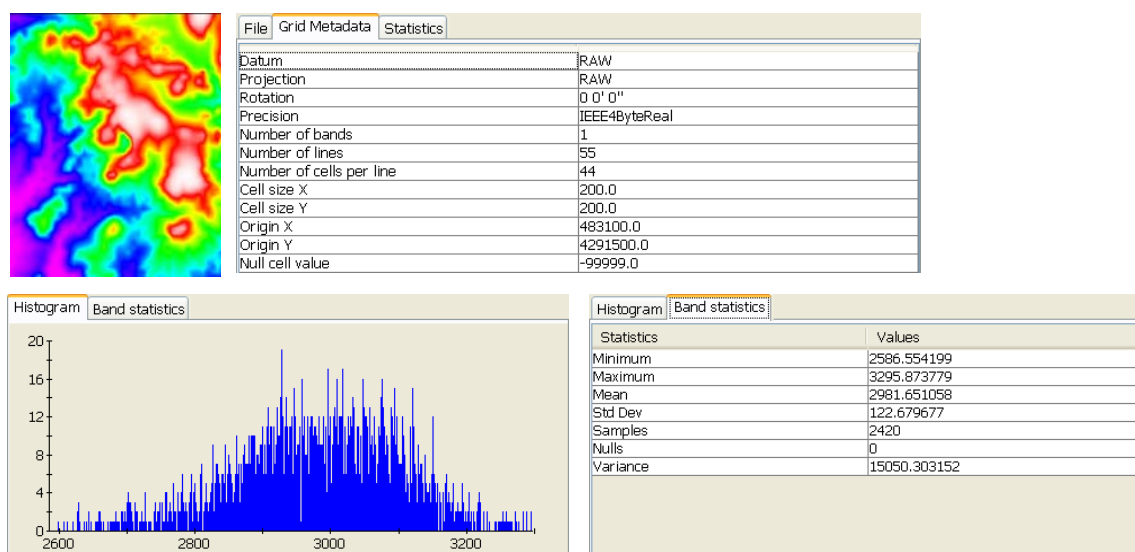 File Grid Metadata Statistics
Datum RAW
Projection RAW
Rotation 0 0' 0"
Precision IEEE4ByteReal
Number of bands 1
Number of lines 55
Number of cells per line 44
Cell size X 200.0
Cell size Y 200.0
Origin X 483100.0
Origin Y 4291500.0
Null cell value -99999.0
Histogram Band statistics
20
16
12
8
4
0
2600 2800 3000 3200
Histogram Band statistics
Statistics Values
Minimum 2586.554199
Maximum 3295.873779
Mean 2981.651058
Std Dev 122.679677
Samples 2420
Nulls 0
Variance 15050.303152